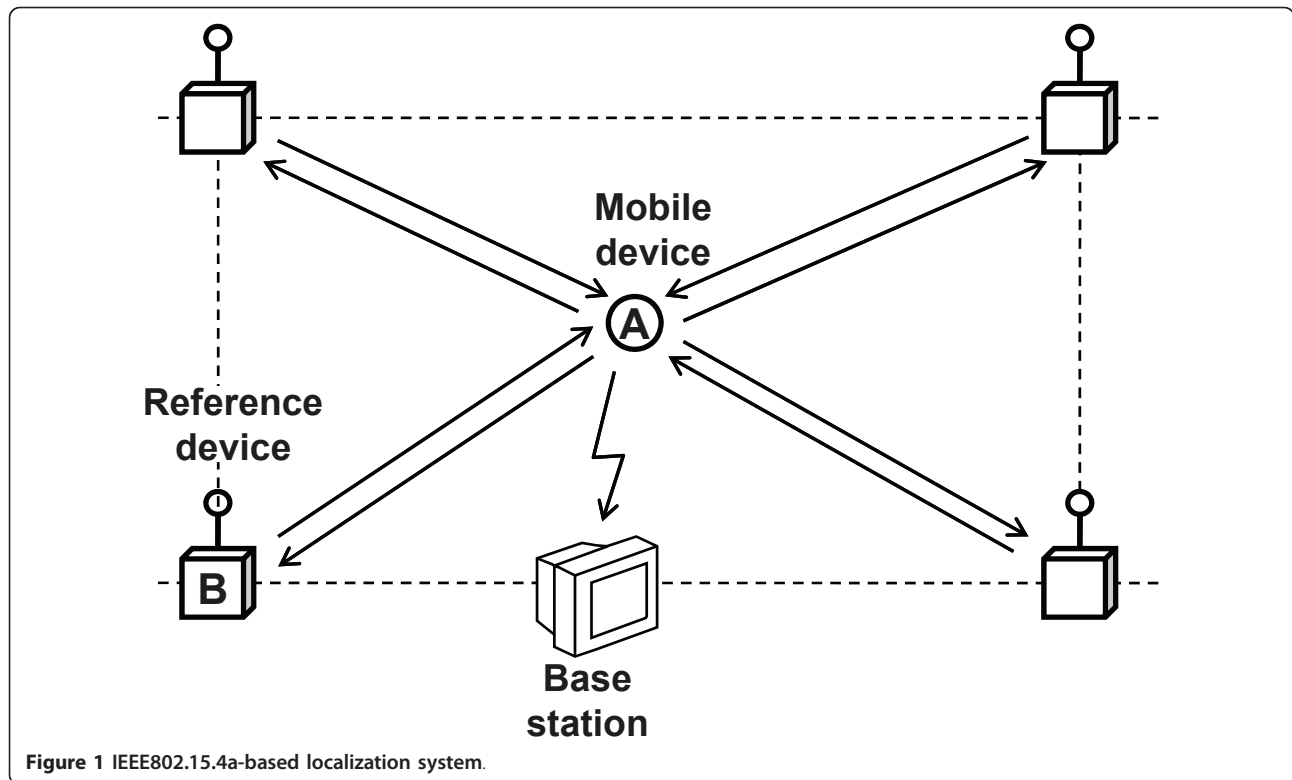 Mobile
device
A
Reference
device
B
Base
station
Figure 1 IEEE802.15.4a-based localization system.